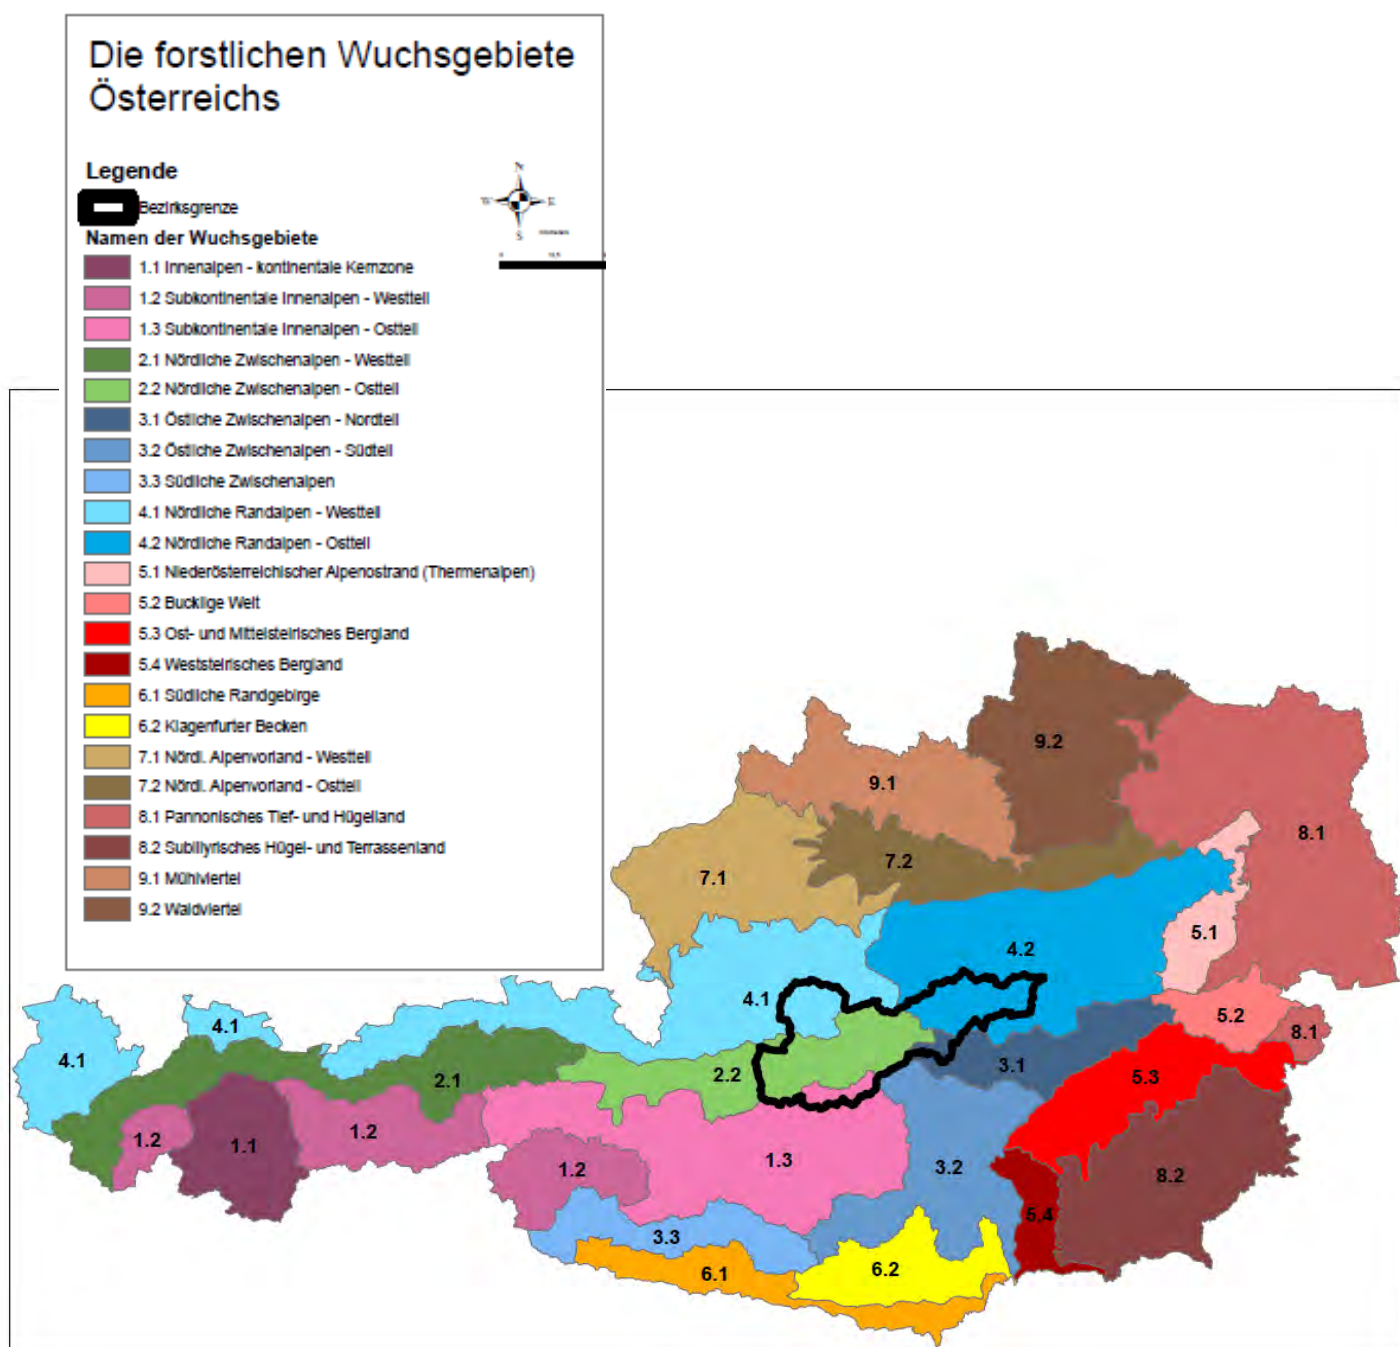 Die forstlichen Wuchsgebiete
Österreichs
Legende
N
W
E
S
Bezirksgrenze
Namen der Wuchsgebiete
1.1 Innenalpen - kontinentale Kernzone
1.2 Subkontinentale Innenalpen - Westteil
1.3 Subkontinentale Innenalpen - Ostteil
2.1 Nördliche Zwischenalpen - Westteil
2.2 Nördliche Zwischenalpen - Ostteil
3.1 Östliche Zwischenalpen - Nordteil
3.2 Östliche Zwischenalpen - Südteil
3.3 Südliche Zwischenalpen
4.1 Nördliche Randalpen - Westteil
4.2 Nördliche Randalpen - Ostteil
5.1 Niederösterreichischer Alpenostrand (Thermenalpen)
5.2 Bucklige Welt
5.3 Ost- und Mittelsteirisches Bergland
5.4 Weststeirisches Bergland
6.1 Südliche Randgebirge
6.2 Klagenfurter Becken
7.1 Nördl. Alpenvorland - Westteil
7.2 Nördl. Alpenvorland - Ostteil
8.1 Pannonisches Tief- und Hügelland
8.2 Subillyrisches Hügel- und Terrassenland
9.1 Mühlviertel
9.2 Waldviertel
9.2
9.1
8.1
7.2
7.1
5.1
4.2
4.1
5.2
4.1
8.1
4.1
3.1
2.2
5.3
2.1
1.2
1.2
1.1
1.3
3.2
1.2
8.2
5.4
3.3
6.2
6.1